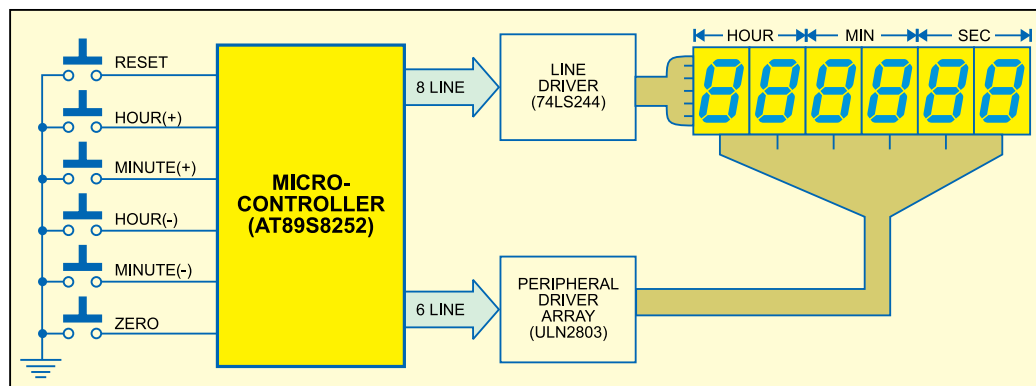 RESET
HOUR(+)
MINUTE(+)
HOUR(-)
MINUTE(-)
ZERO
MICRO-
CONTROLLER
(AT89S8252)
8 LINE
6 LINE
LINE
DRIVER
(74LS244)
PERIPHERAL
DRIVER
ARRAY
(ULN2803)
HOUR MIN SEC
888888